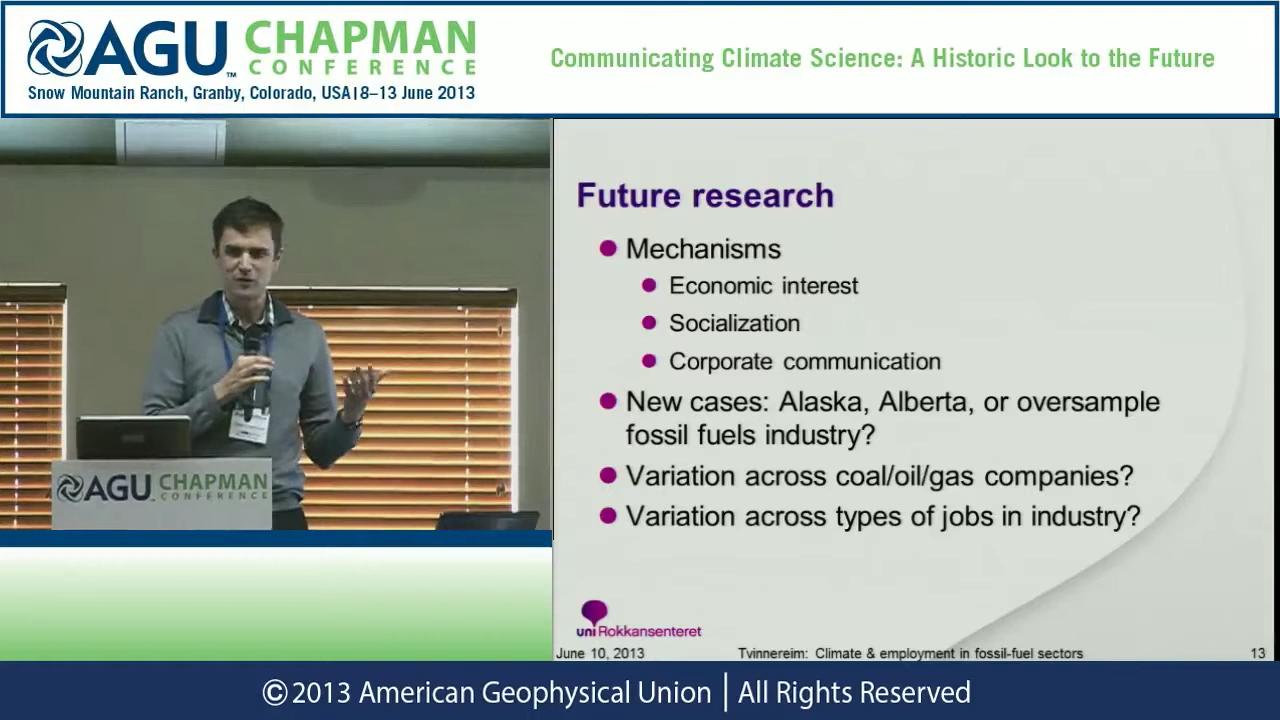 AGU CHAPMAN
CONFERENCE
™
Snow Mountain Ranch, Granby, Colorado, USA | 8–13 June 2013
Communicating Climate Science: A Historic Look to the Future
Future research
Mechanisms
Economic interest
Socialization
Corporate communication
New cases: Alaska, Alberta, or oversample
fossil fuels industry?
Variation across coal/oil/gas companies?
Variation across types of jobs in industry?
uni Rokkansenteret
June 10, 2013
Tvinnereim: Climate & employment in fossil-fuel sectors
13
AGU CHAPMAN
CONFERENCE
©2013 American Geophysical Union | All Rights Reserved